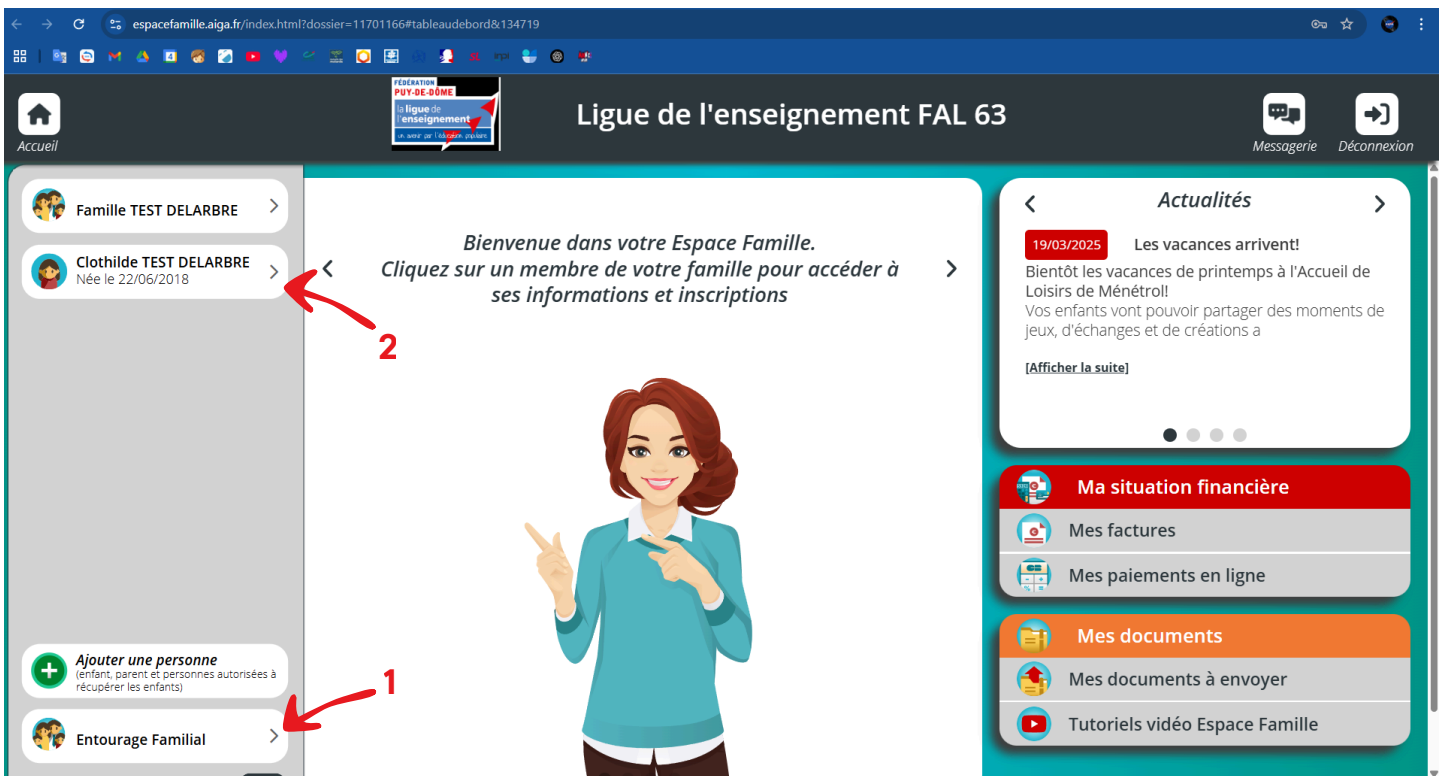 espacefamille.aiga.fr/index.html?dossier=11701166#tableaudebord&134719
Accueil
FÉDÉRATION
PUY-DE-DÔME
la ligue de
l'enseignement
un avenir par l'éducation populaire
Ligue de l'enseignement FAL 63
Messagerie
Déconnexion
Famille TEST DELARBRE
Clothilde TEST DELARBRE
Née le 22/06/2018
2
Ajouter une personne
(enfant, parent et personnes autorisées à
récupérer les enfants)
1
Entourage Familial
Bienvenue dans votre Espace Famille.
Cliquez sur un membre de votre famille pour accéder à
ses informations et inscriptions
Actualités
19/03/2025 Les vacances arrivent!
Bientôt les vacances de printemps à l'Accueil de
Loisirs de Ménétrol!
Vos enfants vont pouvoir partager des moments de
jeux, d'échanges et de créations a
[Afficher la suite]
Ma situation financière
Mes factures
Mes paiements en ligne
Mes documents
Mes documents à envoyer
Tutoriels vidéo Espace Famille